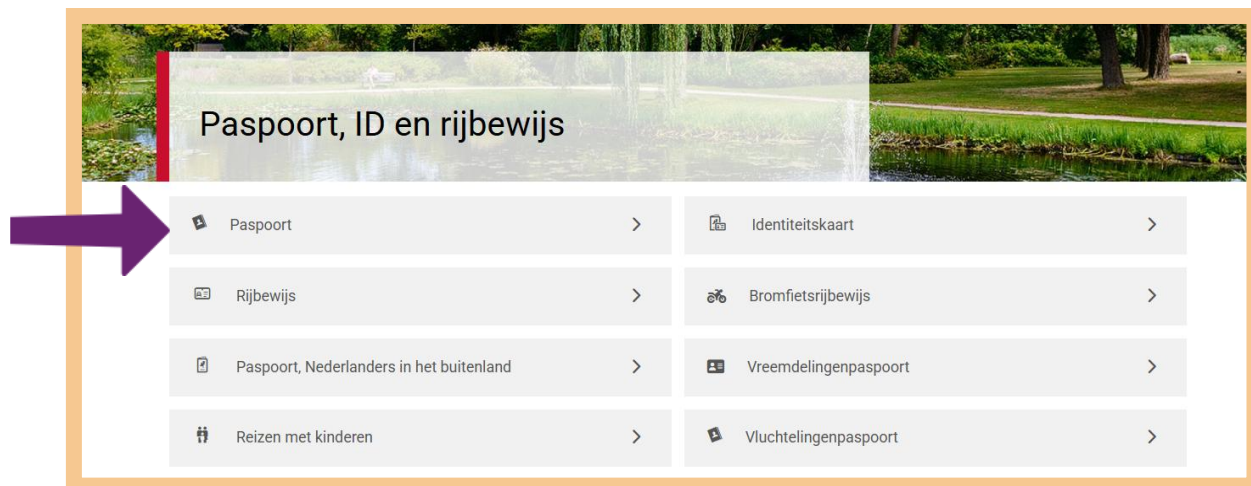 Paspoort, ID en rijbewijs
Paspoort
Identiteitskaart
Rijbewijs
Bromfietsrijbewijs
Paspoort, Nederlanders in het buitenland
Vreemdelingenpaspoort
Reizen met kinderen
Vluchtelingenpaspoort